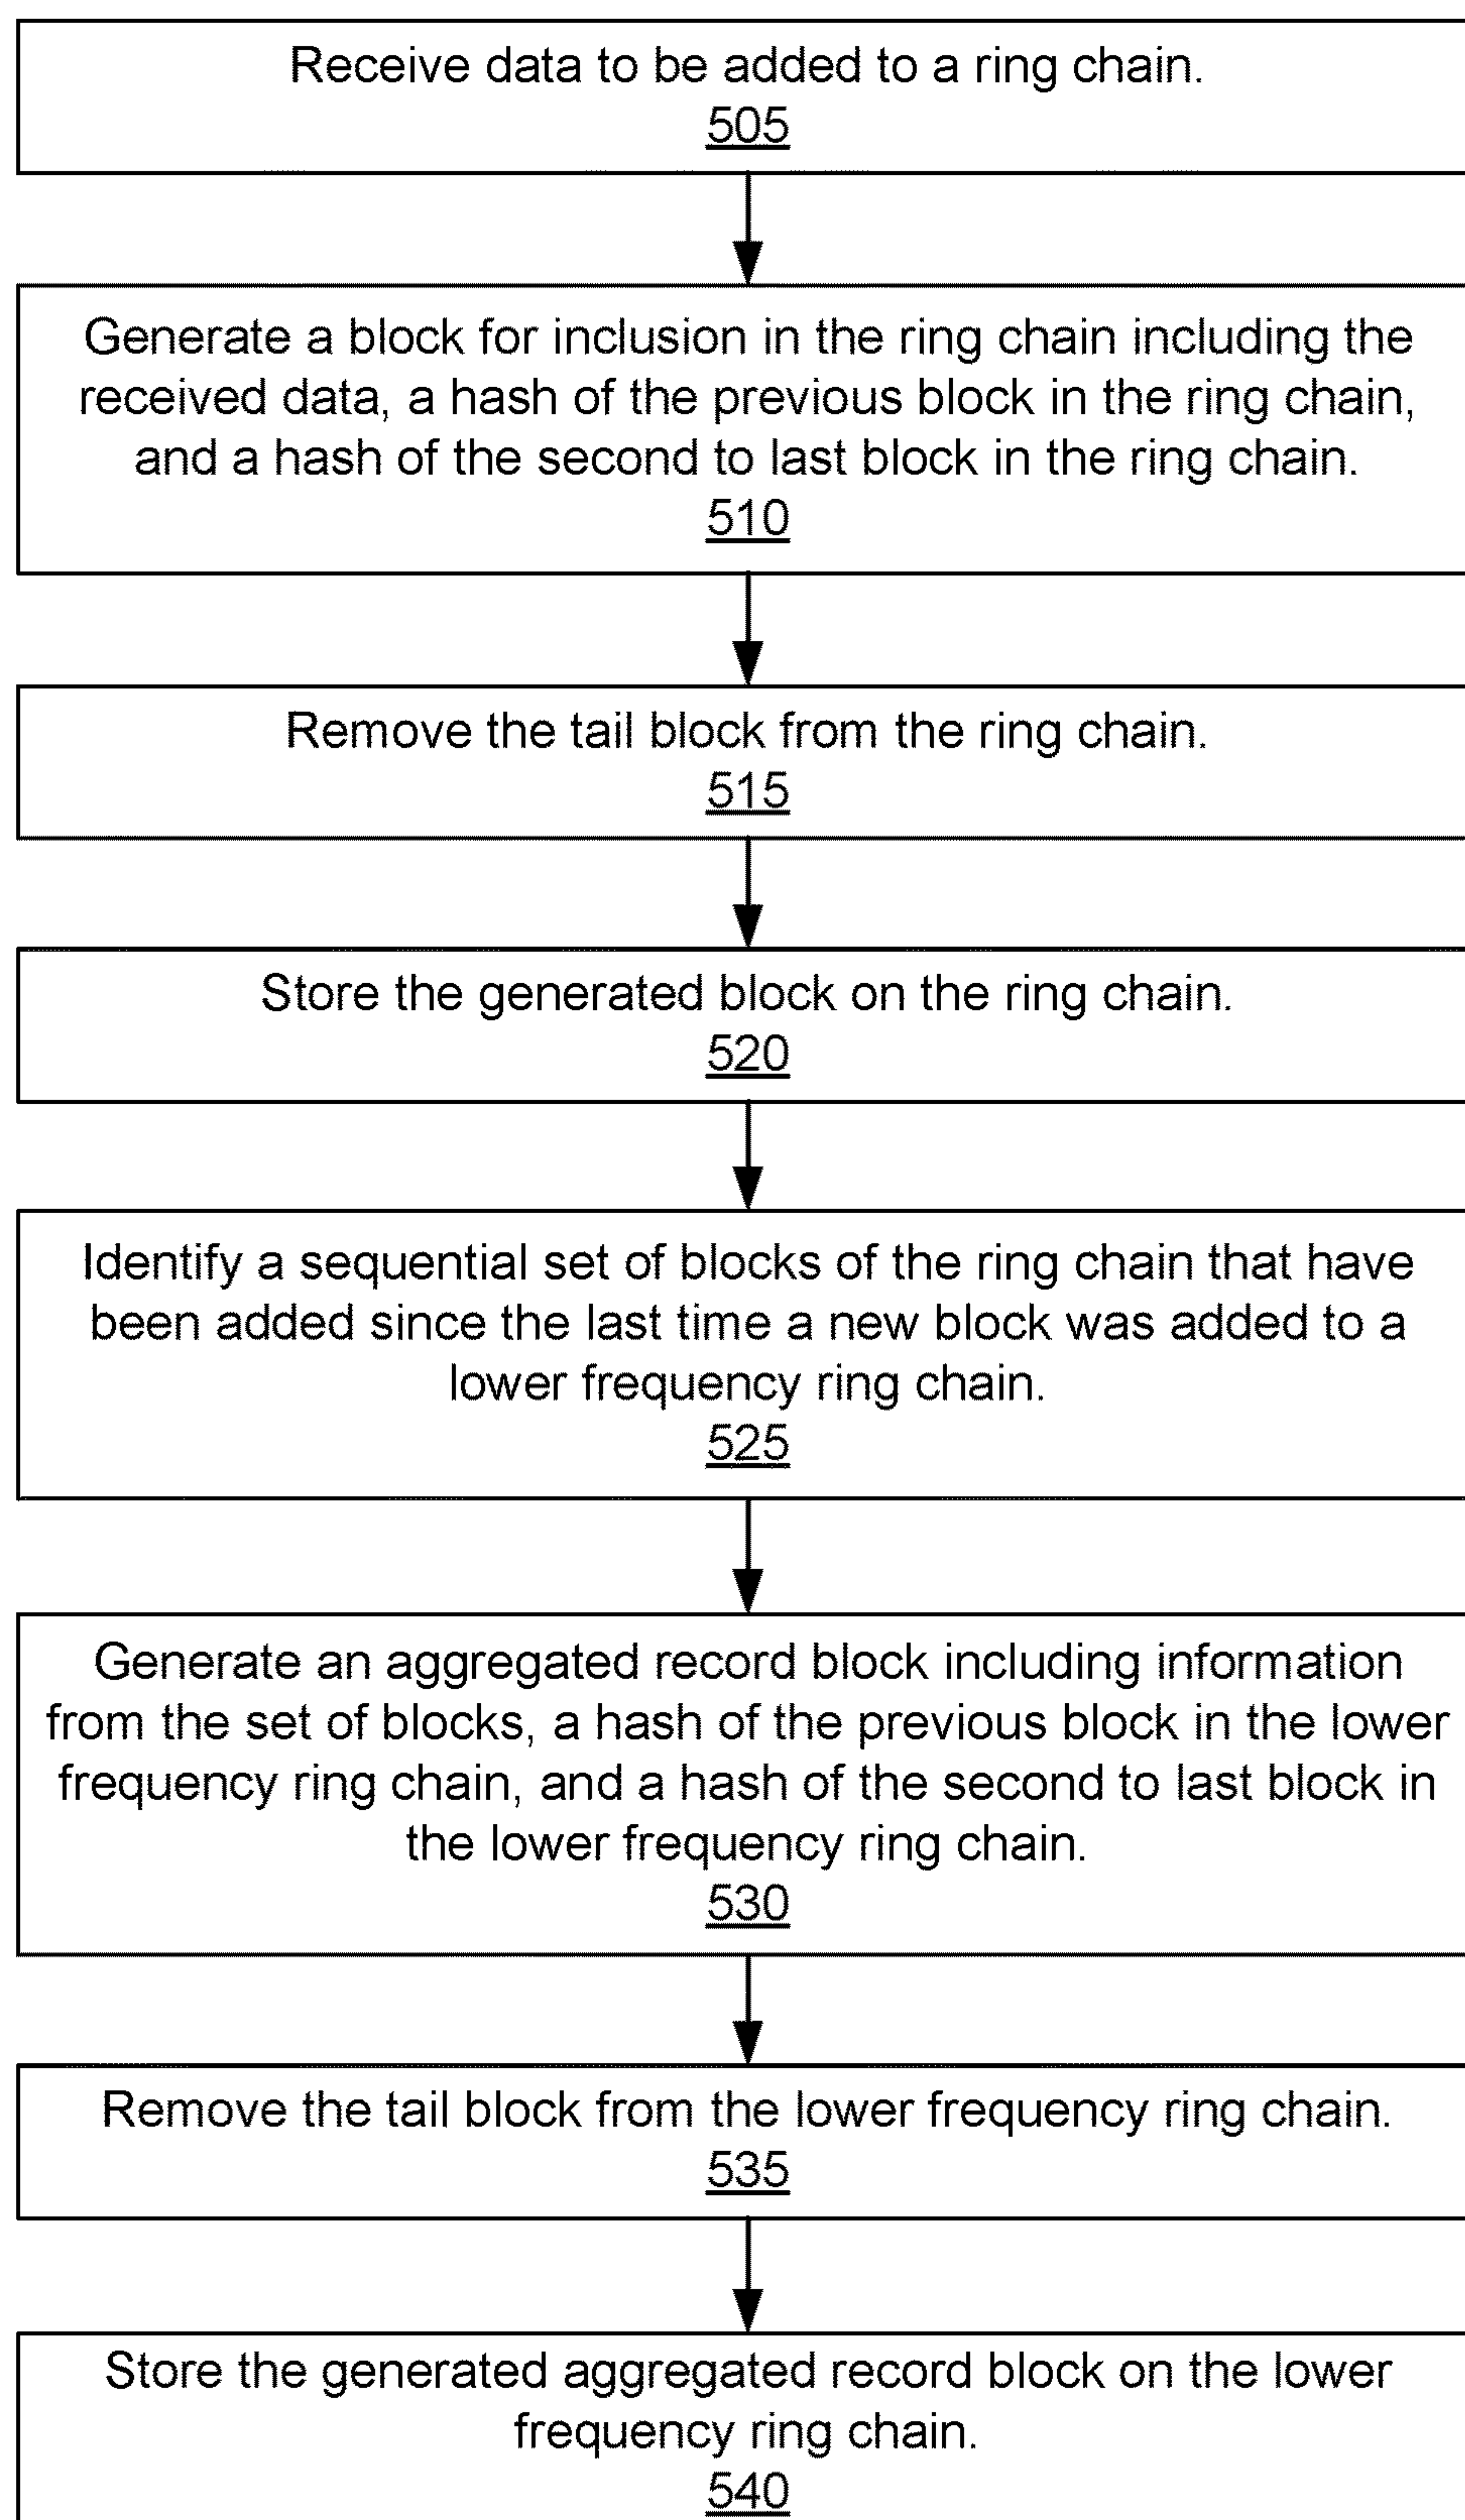 Receive data to be added to a ring chain.
505
Generate a block for inclusion in the ring chain including the
received data, a hash of the previous block in the ring chain,
and a hash of the second to last block in the ring chain.
510
Remove the tail block from the ring chain.
515
Store the generated block on the ring chain.
520
Identify a sequential set of blocks of the ring chain that have
been added since the last time a new block was added to a
lower frequency ring chain.
525
Generate an aggregated record block including information
from the set of blocks, a hash of the previous block in the lower
frequency ring chain, and a hash of the second to last block in
the lower frequency ring chain.
530
Remove the tail block from the lower frequency ring chain.
535
Store the generated aggregated record block on the lower
frequency ring chain.
540